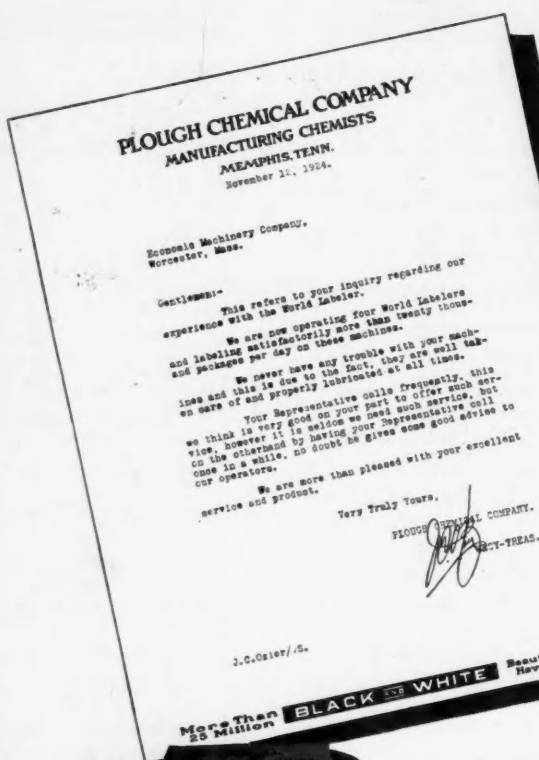 PLOUGH CHEMICAL COMPANY
MANUFACTURING CHEMISTS
MEMPHIS, TENN.
November 12, 1924.
Economic Machinery Company,
Worcester, Mass.
Gentlemen:-
This refers to your inquiry regarding our
experience with the World Labeler.
We are now operating four World Labelers
and labeling satisfactorily more than twenty thous-
and packages per day on these machines.
We never have any trouble with your mach-
ines and this is due to the fact, they are well tak-
en care of and properly lubricated at all times.
Your Representative calls frequently, this
we think is very good on your part to offer such ser-
vice, however it is seldom we need such service, but
on the otherhand by having your Representative call
once in a while, no doubt he gives some good advise to
our operators.
We are more than pleased with your excellent
service and product.
Very Truly Yours,
PLOUGH CHEMICAL COMPANY.
SECY-TREAS.
J.C.Ozier/S.
More Than
25 Million
BLACK AND WHITE